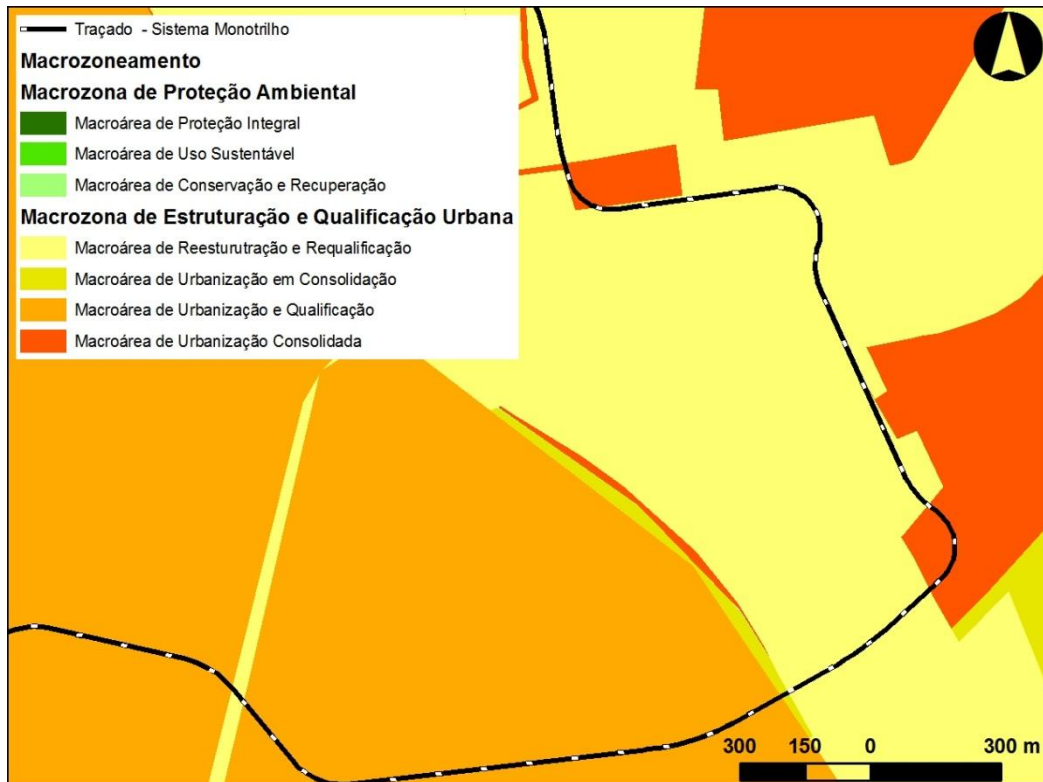 Traçado - Sistema Monotrilho
Macrozoneamento
Macrozona de Proteção Ambiental
Macroárea de Proteção Integral
Macroárea de Uso Sustentável
Macroárea de Conservação e Recuperação
Macrozona de Estruturação e Qualificação Urbana
Macroárea de Reesturutração e Requalificação
Macroárea de Urbanização em Consolidação
Macroárea de Urbanização e Qualificação
Macroárea de Urbanização Consolidada
300 150 0 300 m